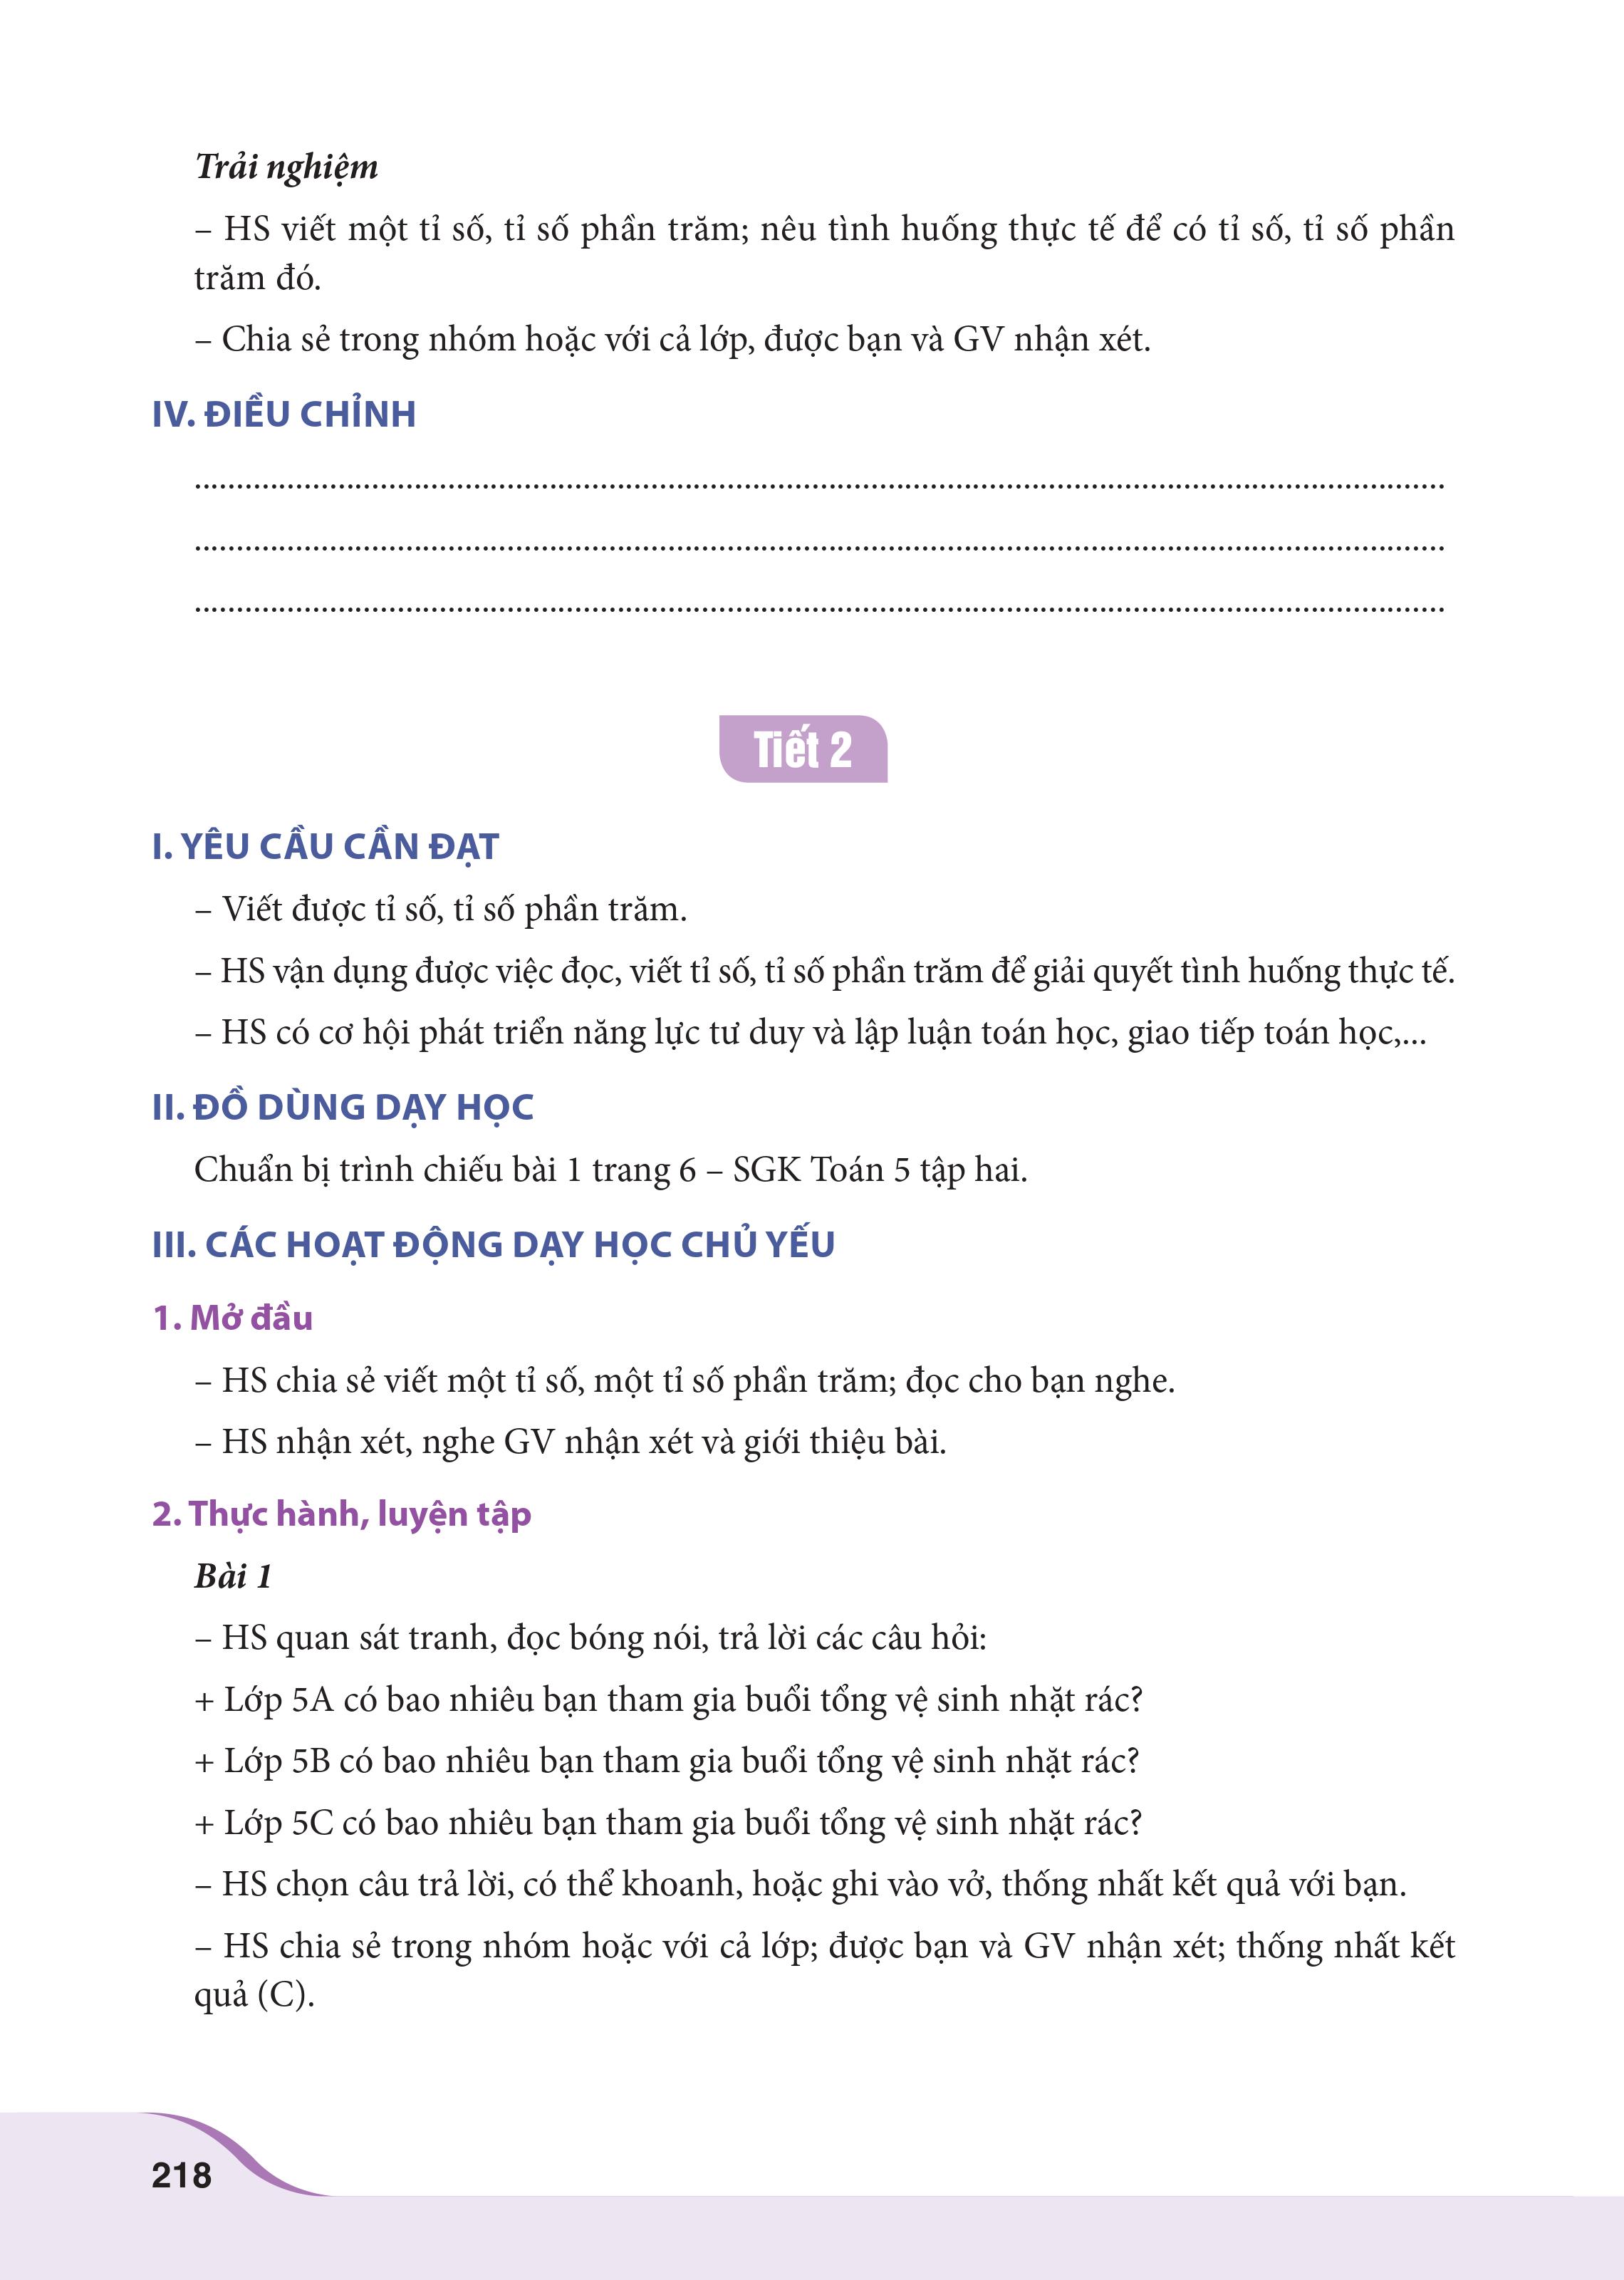 Trải nghiệm
– HS viết một tỉ số, tỉ số phần trăm; nêu tình huống thực tế để có tỉ số, tỉ số phần
trăm đó.
– Chia sẻ trong nhóm hoặc với cả lớp, được bạn và GV nhận xét.
IV. ĐIỀU CHỈNH
....................................................................................................................................................
....................................................................................................................................................
....................................................................................................................................................
Tiết 2
I. YÊU CẦU CẦN ĐẠT
– Viết được tỉ số, tỉ số phần trăm.
– HS vận dụng được việc đọc, viết tỉ số, tỉ số phần trăm để giải quyết tình huống thực tế.
– HS có cơ hội phát triển năng lực tư duy và lập luận toán học, giao tiếp toán học,...
II. ĐỒ DÙNG DẠY HỌC
Chuẩn bị trình chiếu bài 1 trang 6 – SGK Toán 5 tập hai.
III. CÁC HOẠT ĐỘNG DẠY HỌC CHỦ YẾU
1. Mở đầu
– HS chia sẻ viết một tỉ số, một tỉ số phần trăm; đọc cho bạn nghe.
– HS nhận xét, nghe GV nhận xét và giới thiệu bài.
2. Thực hành, luyện tập
Bài 1
– HS quan sát tranh, đọc bóng nói, trả lời các câu hỏi:
+ Lớp 5A có bao nhiêu bạn tham gia buổi tổng vệ sinh nhặt rác?
+ Lớp 5B có bao nhiêu bạn tham gia buổi tổng vệ sinh nhặt rác?
+ Lớp 5C có bao nhiêu bạn tham gia buổi tổng vệ sinh nhặt rác?
– HS chọn câu trả lời, có thể khoanh, hoặc ghi vào vở, thống nhất kết quả với bạn.
– HS chia sẻ trong nhóm hoặc với cả lớp; được bạn và GV nhận xét; thống nhất kết
quả (C).
218